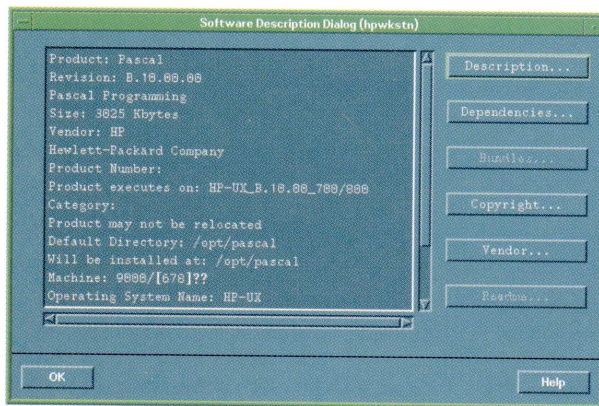 Software Description Dialog (hpwkstn)
Product: Pascal
Revision: B.10.00.00
Pascal Programming
Size: 3825 Kbytes
Vendor: HP
Hewlett-Packard Company
Product Number:
Product executes on: HP-UX_B.10.00_700/800
Category:
Product may not be relocated
Default Directory: /opt/pascal
Will be installed at: /opt/pascal
Machine: 9000/[678]??
Operating System Name: HP-UX
Description...
Dependencies...
Bundles...
Copyright...
Vendor...
Readme...
OK
Help